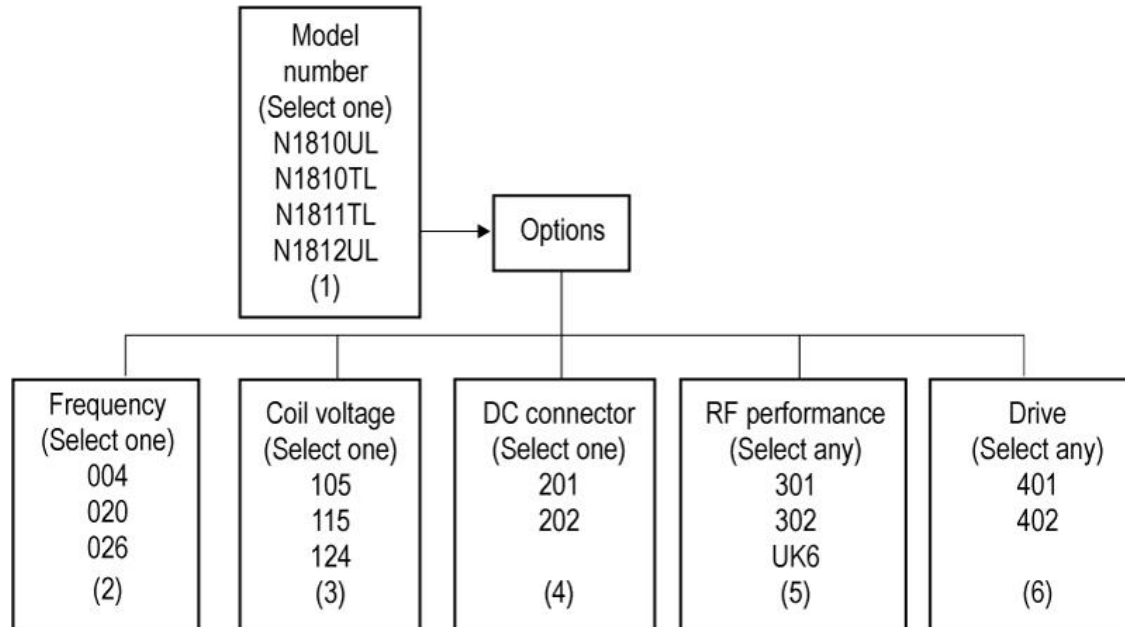 Model
number
(Select one)
N1810UL
N1810TL
N1811TL
N1812UL
(1)
Options
Frequency
(Select one)
004
020
026
(2)
Coil voltage
(Select one)
105
115
124
(3)
DC connector
(Select one)
201
202
(4)
RF performance
(Select any)
301
302
UK6
(5)
Drive
(Select any)
401
402
(6)